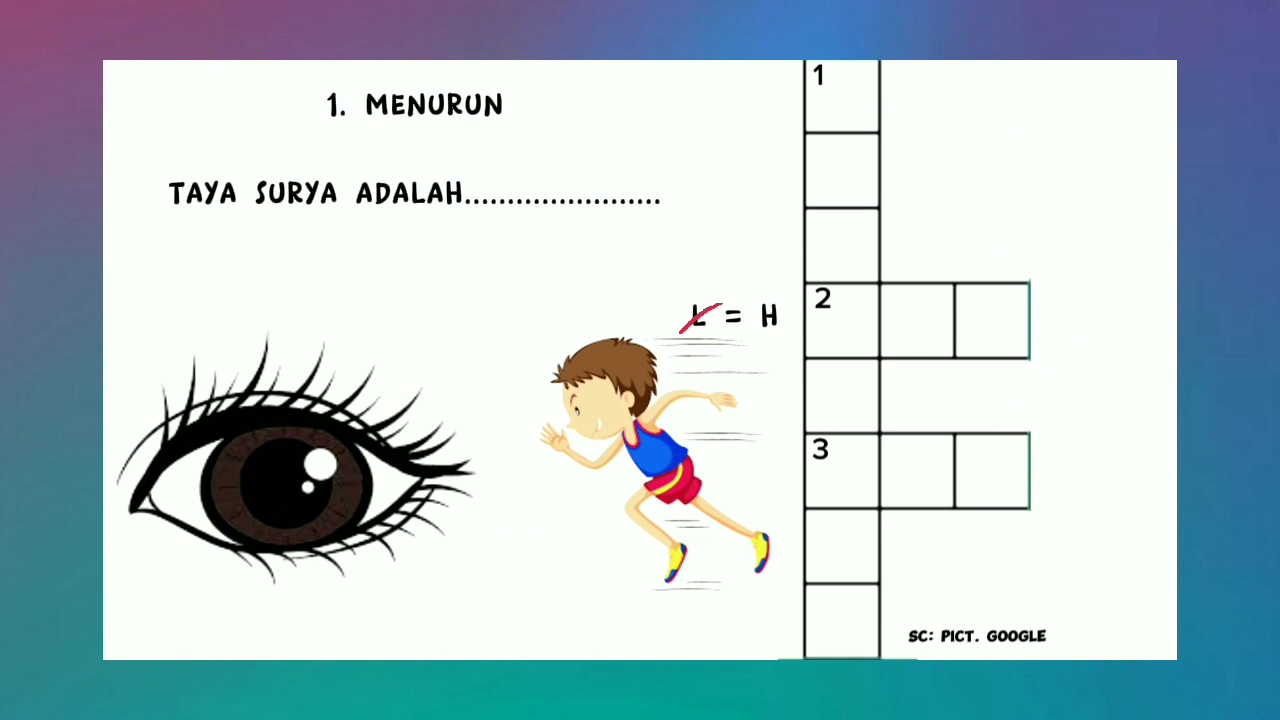 1. MENURUN
TAYA SURYA ADALAH.......................
L = H
1
2
3
SC: PICT. GOOGLE